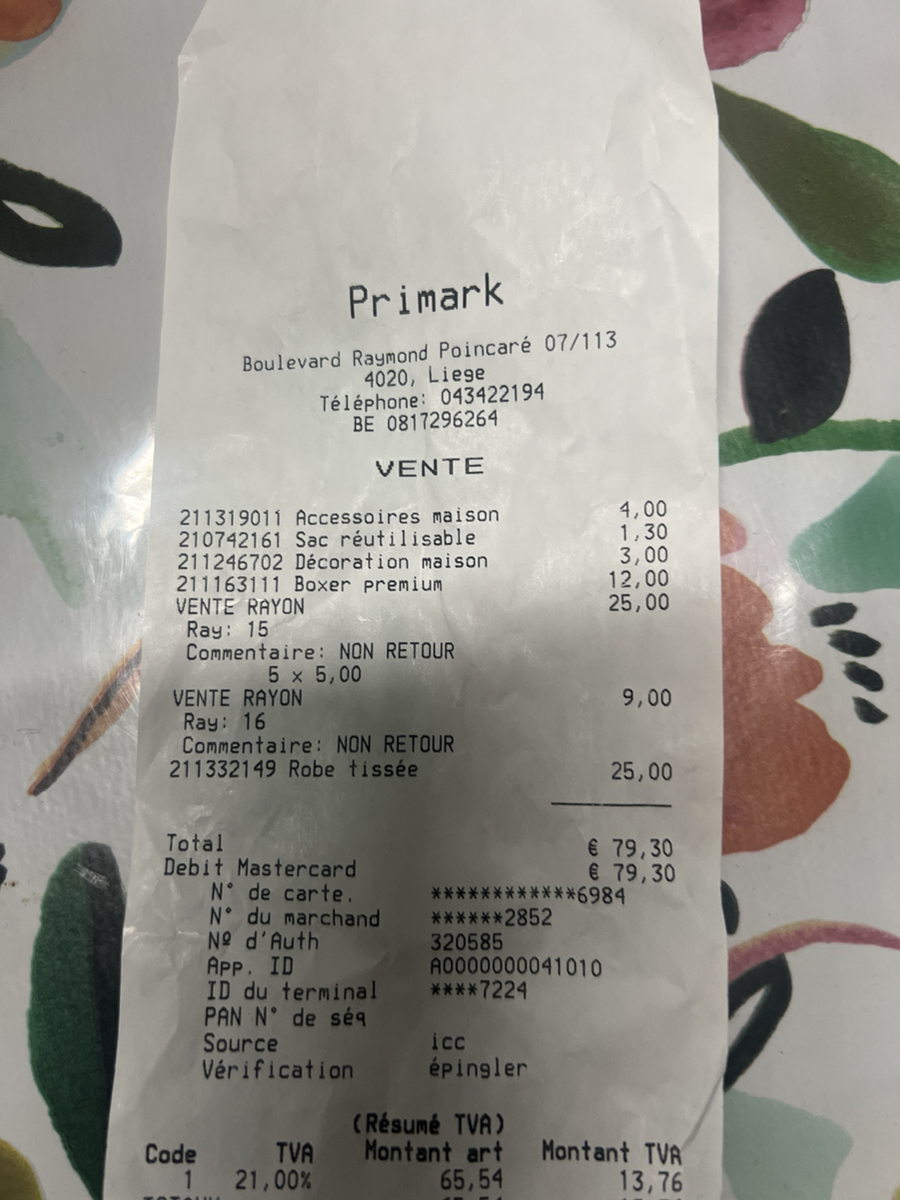 Primark
Boulevard Raymond Poincaré 07/113
4020, Liege
Téléphone: 043422194
BE 0817296264
VENTE
211319011 Accessoires maison 4,00
210742161 Sac réutilisable 1,30
211246702 Décoration maison 3,00
211163111 Boxer premium 12,00
VENTE RAYON 25,00
Ray: 15
Commentaire: NON RETOUR
5 x 5,00
VENTE RAYON 9,00
Ray: 16
Commentaire: NON RETOUR
211332149 Robe tissée 25,00
Total € 79,30
Debit Mastercard € 79,30
N° de carte. ************6984
N° du marchand ******2852
Nº d'Auth 320585
App. ID A0000000041010
ID du terminal ****7224
PAN N° de séq
Source icc
Vérification épingler
(Résumé TVA)
Code TVA Montant art Montant TVA
1 21,00% 65,54 13,76